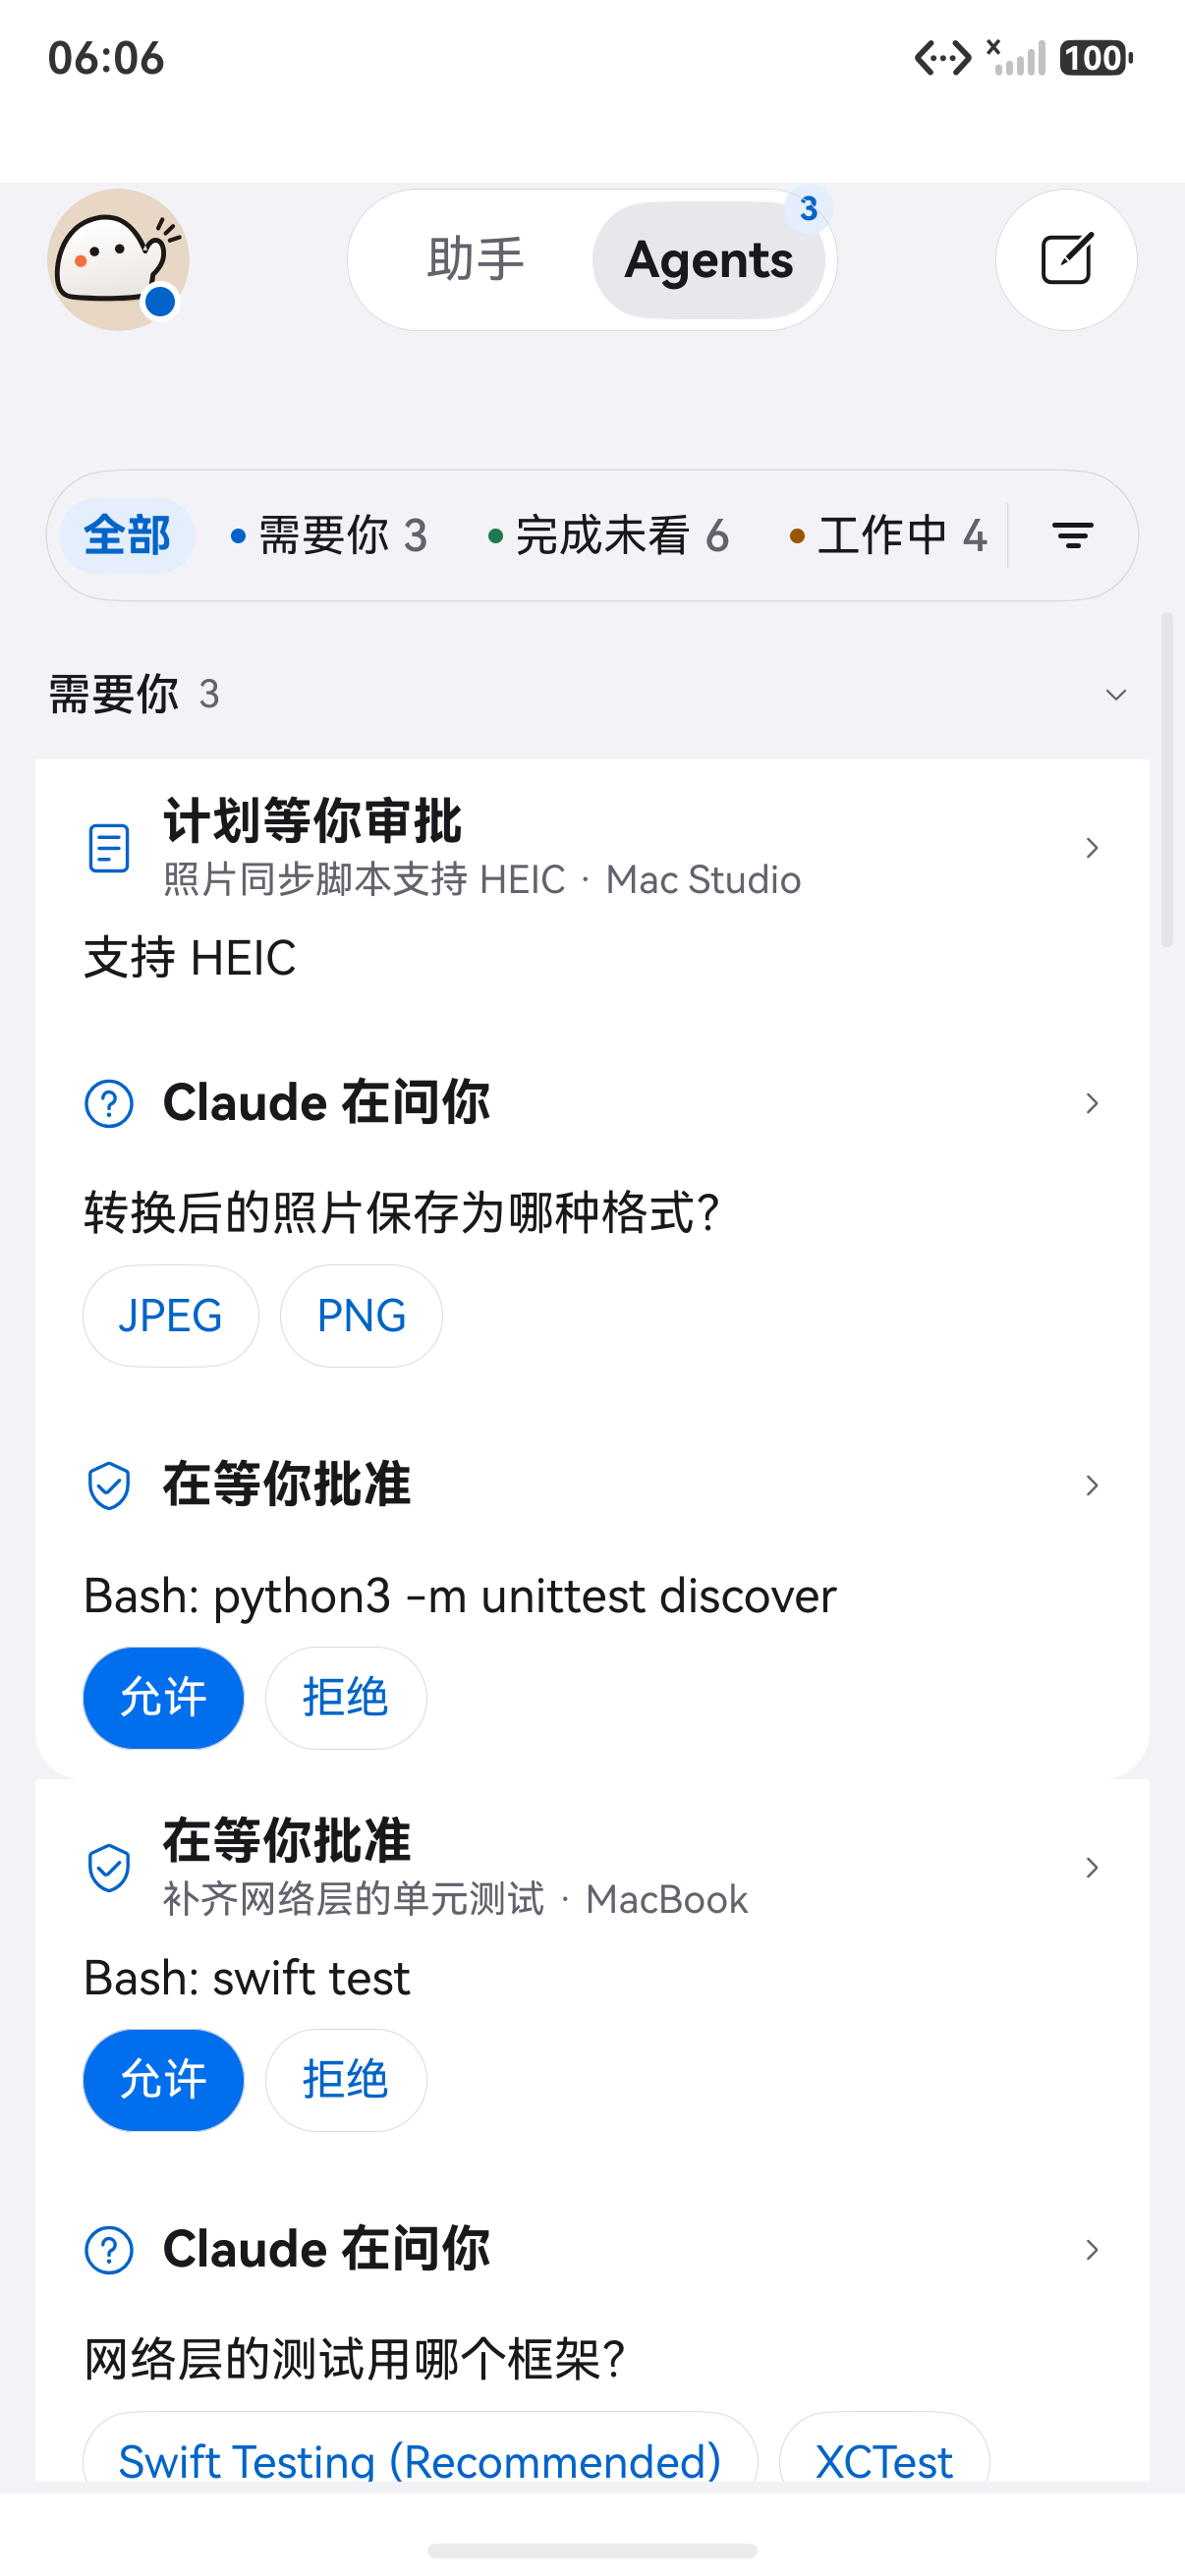 06:06
100
助手
Agents
3
全部
需要你 3
完成未看 6
工作中 4
需要你 3
计划等你审批
照片同步脚本支持 HEIC · Mac Studio
支持 HEIC
Claude 在问你
转换后的照片保存为哪种格式？
JPEG
PNG
在等你批准
Bash: python3 -m unittest discover
允许
拒绝
在等你批准
补齐网络层的单元测试 · MacBook
Bash: swift test
允许
拒绝
Claude 在问你
网络层的测试用哪个框架？
Swift Testing (Recommended)
XCTest